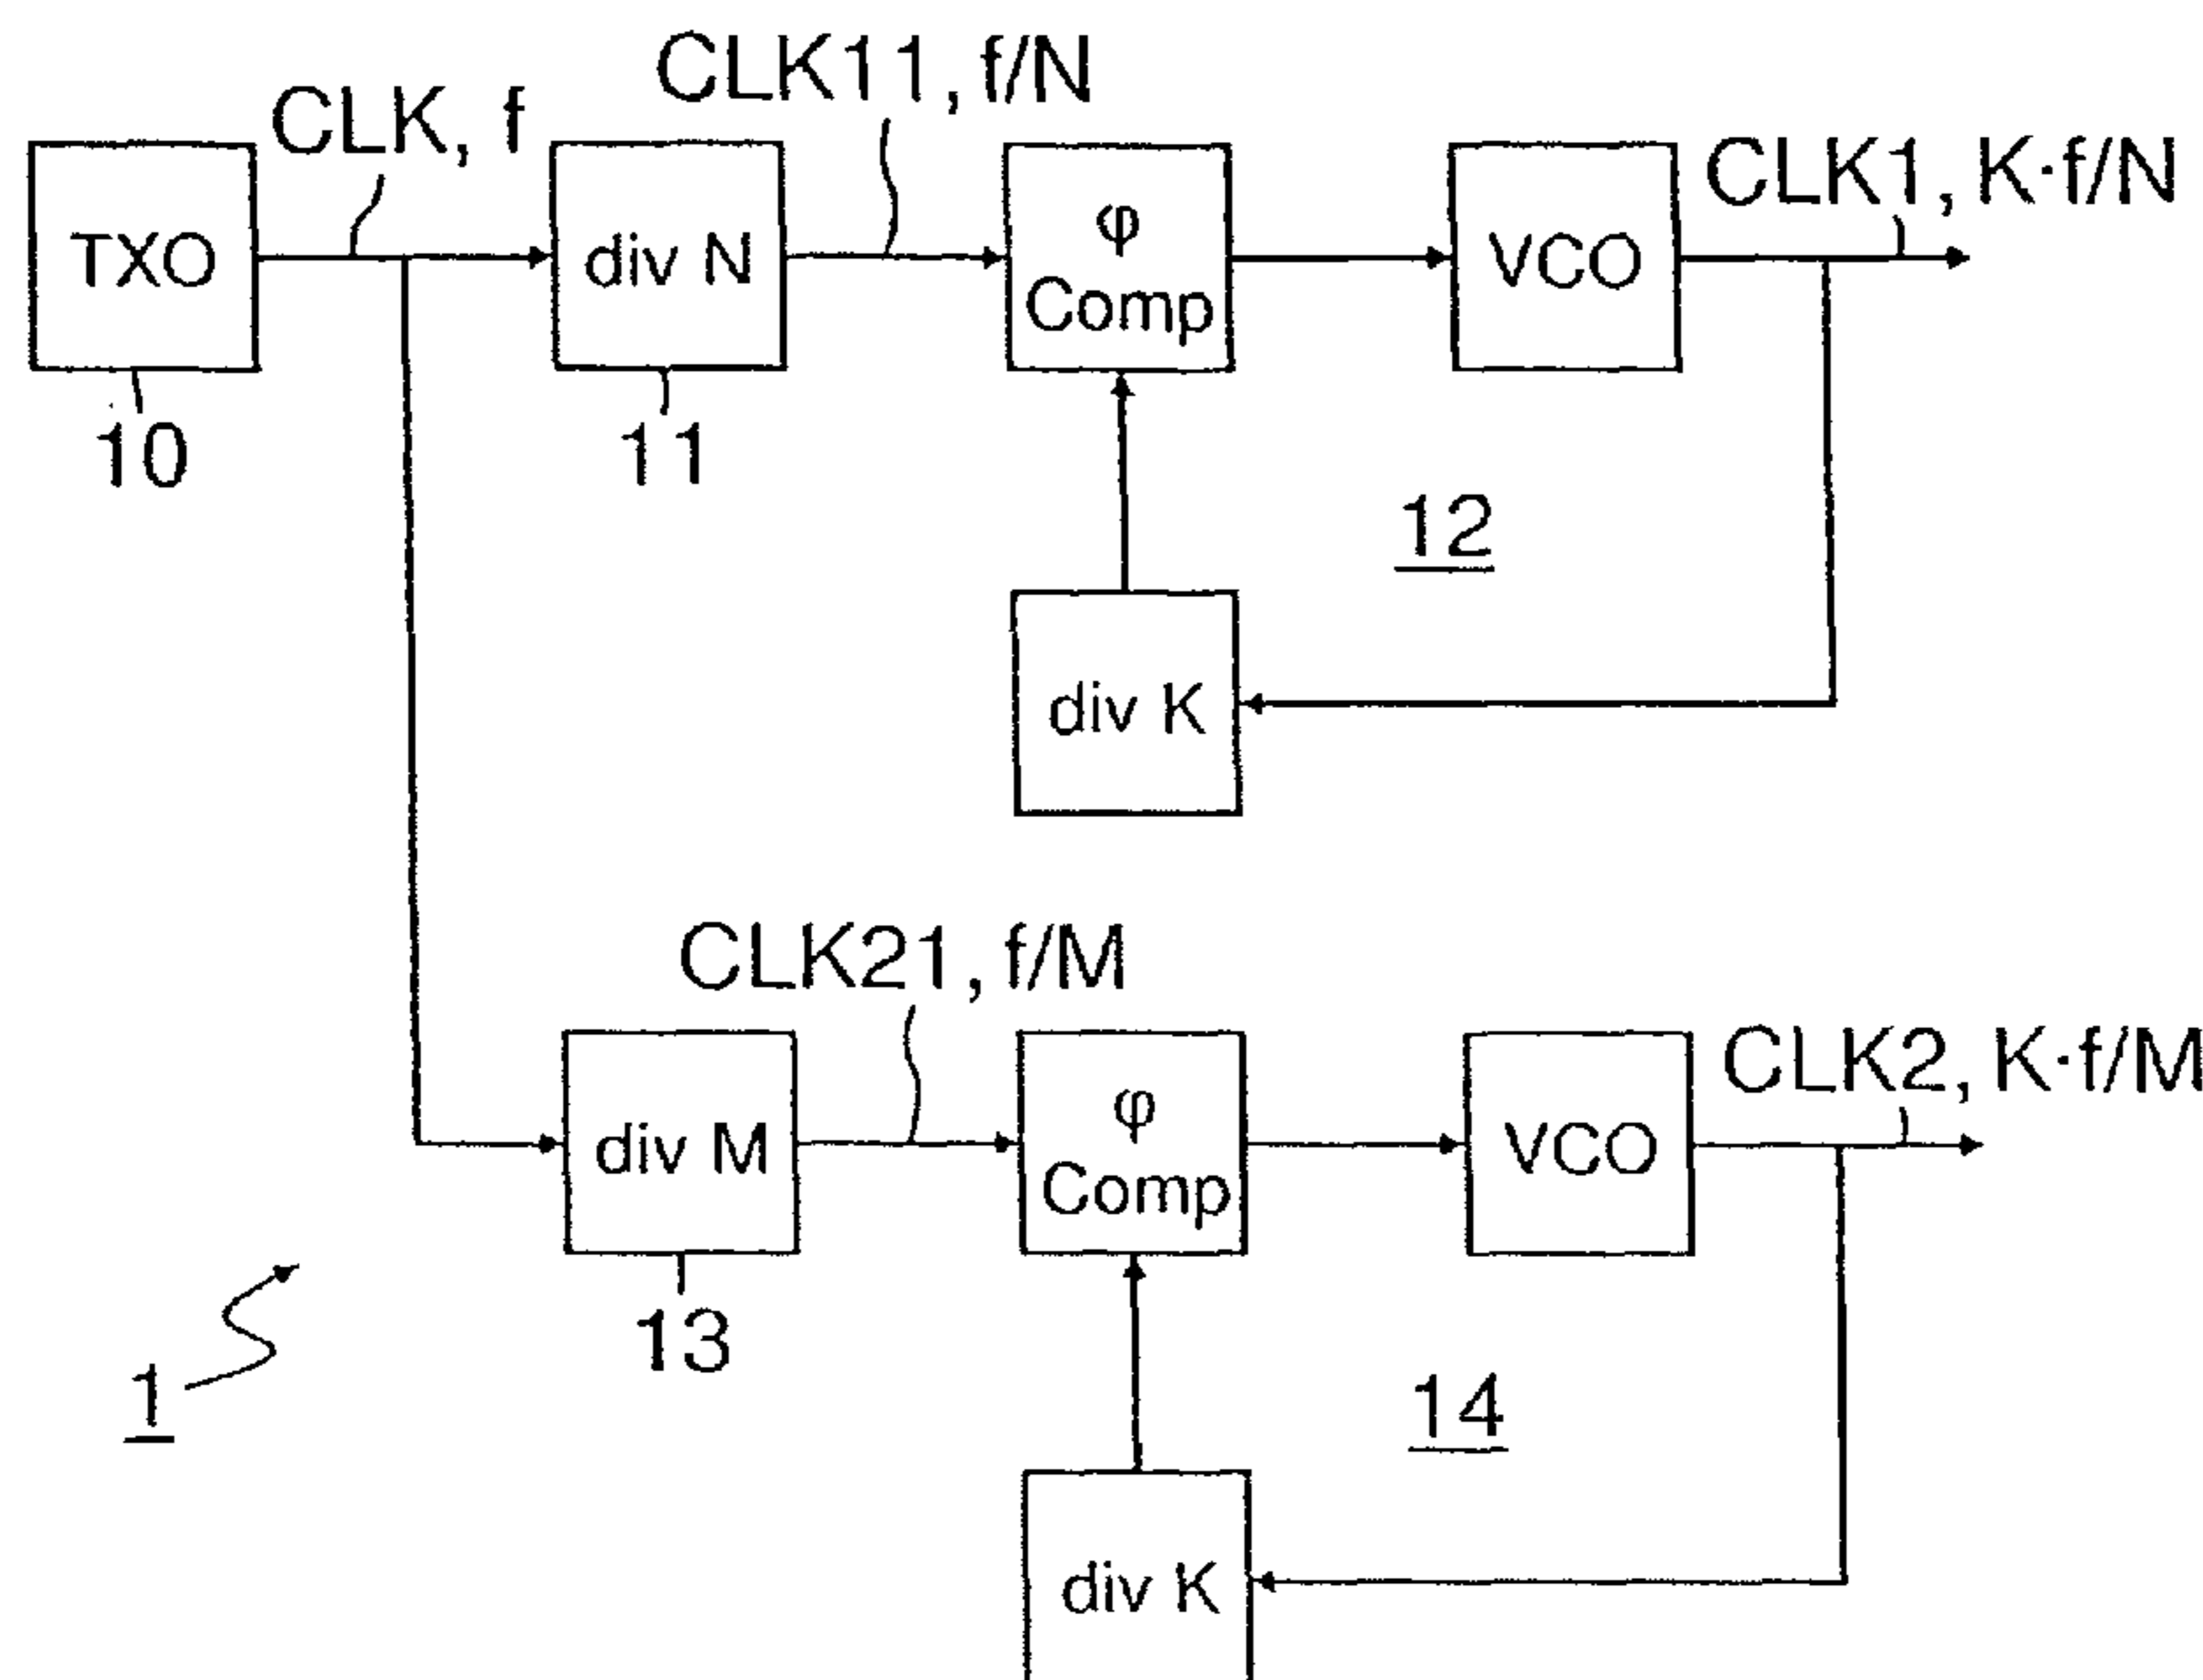 CLK11, f/N
CLK, f
CLK1, K·f/N
TXO
div N
φ
Comp
VCO
10
11
12
div K
CLK21, f/M
CLK2, K·f/M
div M
φ
Comp
VCO
13
1
14
div K